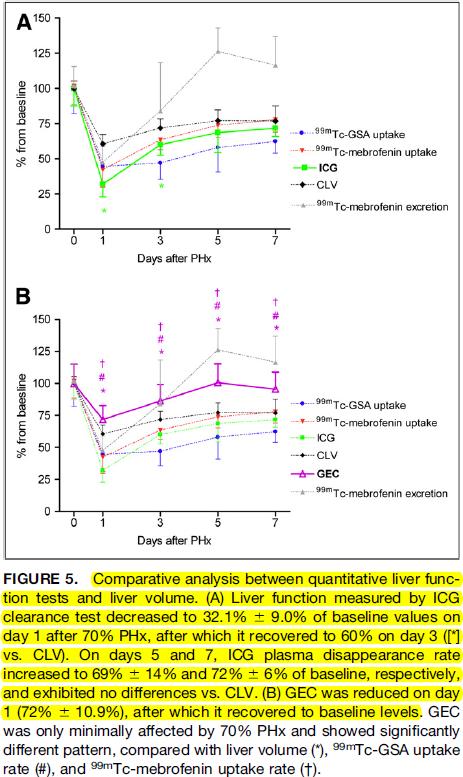 A
150
125
100
75
50
25
0
% from baesline
0 1 3 5 7
Days after PHx
*
*
99mTc-GSA uptake
99mTc-mebrofenin uptake
ICG
CLV
99mTc-mebrofenin excretion
B
150
125
100
75
50
25
0
% from baesline
0 1 3 5 7
Days after PHx
†
#
*
†
#
*
†
#
*
†
#
*
99mTc-GSA uptake
99mTc-mebrofenin uptake
ICG
CLV
GEC
99mTc-mebrofenin excretion
FIGURE 5. Comparative analysis between quantitative liver func-
tion tests and liver volume. (A) Liver function measured by ICG
clearance test decreased to 32.1% ± 9.0% of baseline values on
day 1 after 70% PHx, after which it recovered to 60% on day 3 ([*]
vs. CLV). On days 5 and 7, ICG plasma disappearance rate
increased to 69% ± 14% and 72% ± 6% of baseline, respectively,
and exhibited no differences vs. CLV. (B) GEC was reduced on day
1 (72% ± 10.9%), after which it recovered to baseline levels. GEC
was only minimally affected by 70% PHx and showed significantly
different pattern, compared with liver volume (*), 99mTc-GSA uptake
rate (#), and 99mTc-mebrofenin uptake rate (†).